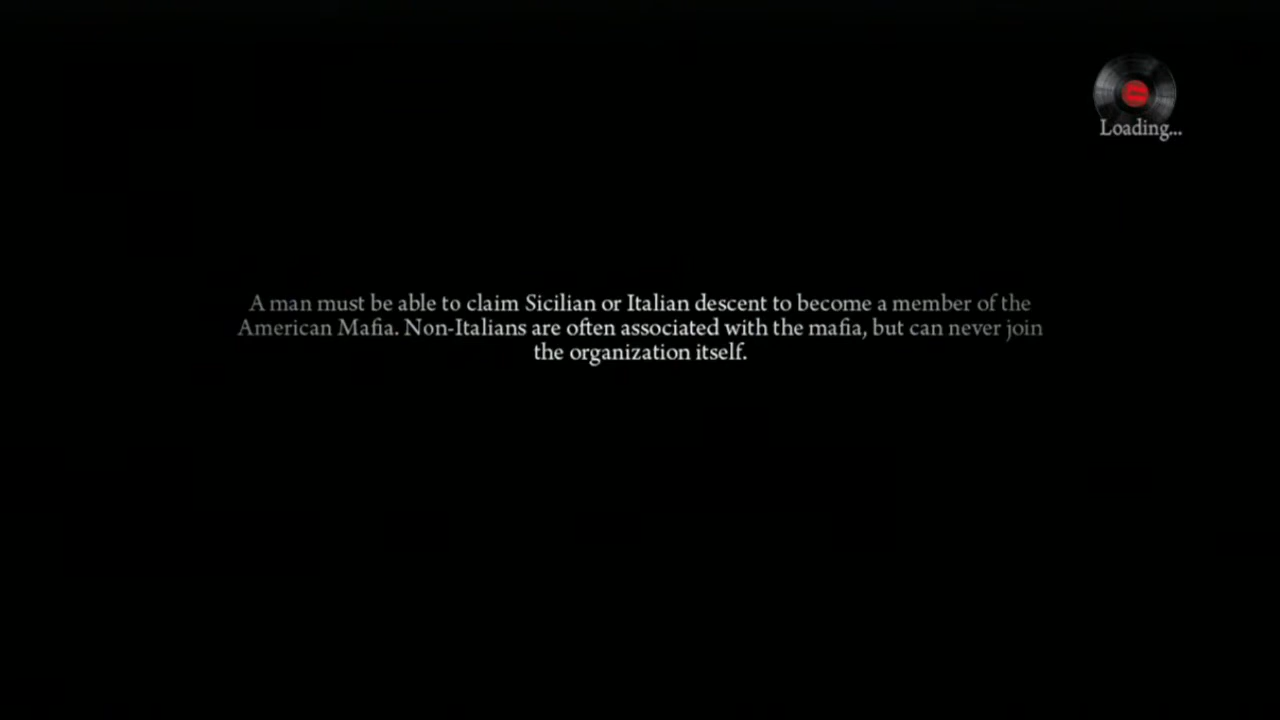 Loading...
A man must be able to claim Sicilian or Italian descent to become a member of the
American Mafia. Non-Italians are often associated with the mafia, but can never join
the organization itself.